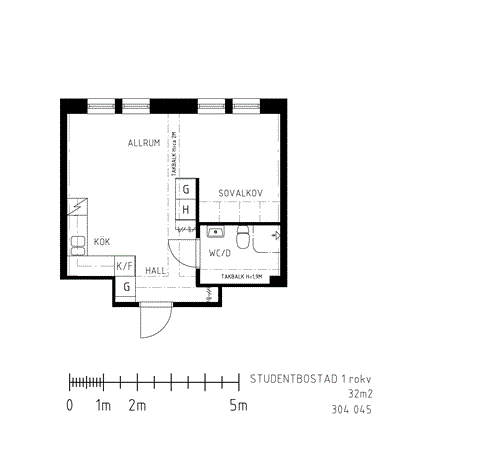 ALLRUM
TAKBALK H=ca 2M
G
SOVALKOV
H
KÖK
WC/D
K/F
HALL
TAKBALK H=1,9M
G
STUDENTBOSTAD 1 rokv
32m2
304 045
0 1m 2m 5m